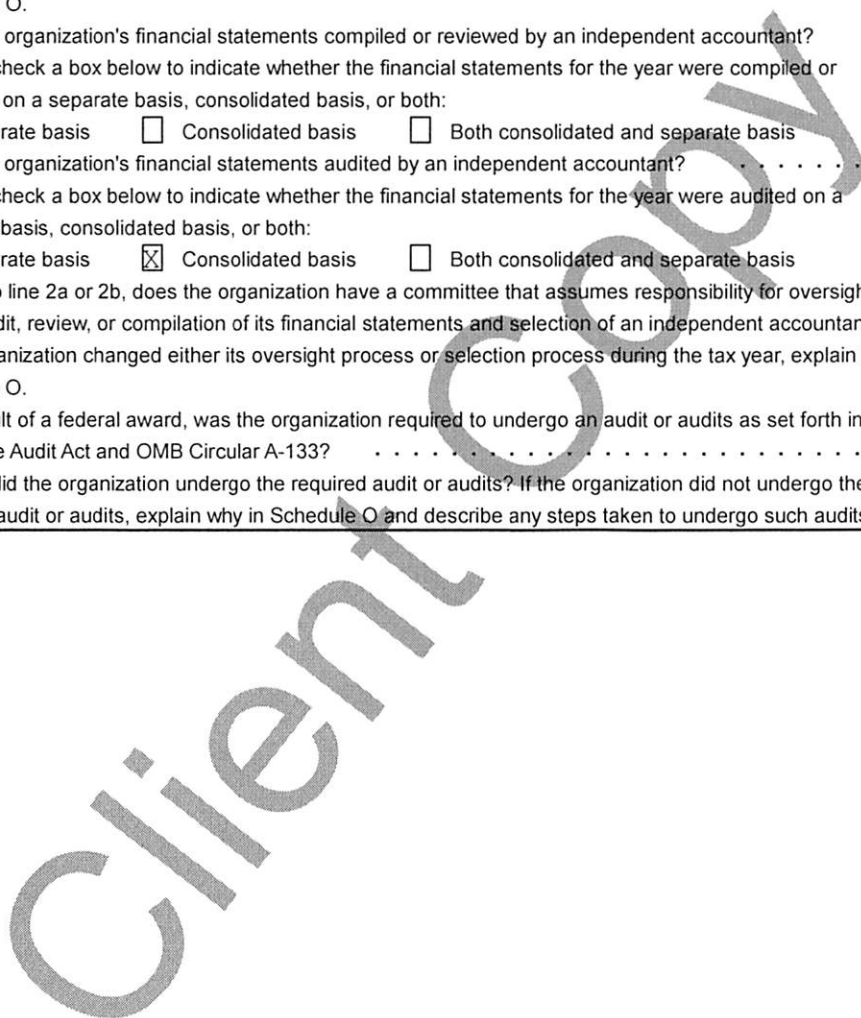 O.
organization's financial statements compiled or reviewed by an independent accountant?
check a box below to indicate whether the financial statements for the year were compiled or
on a separate basis, consolidated basis, or both:
rate basis ☐ Consolidated basis ☐ Both consolidated and separate basis
organization's financial statements audited by an independent accountant? . . . . . .
check a box below to indicate whether the financial statements for the year were audited on a
basis, consolidated basis, or both:
rate basis ☒ Consolidated basis ☐ Both consolidated and separate basis
line 2a or 2b, does the organization have a committee that assumes responsibility for oversigh
dit, review, or compilation of its financial statements and selection of an independent accountan
anization changed either its oversight process or selection process during the tax year, explain
O.
lt of a federal award, was the organization required to undergo an audit or audits as set forth in
e Audit Act and OMB Circular A-133? . . . . . . . . . . . . . . . . . . . . . . . . . .
did the organization undergo the required audit or audits? If the organization did not undergo the
audit or audits, explain why in Schedule O and describe any steps taken to undergo such audits
Client Copy